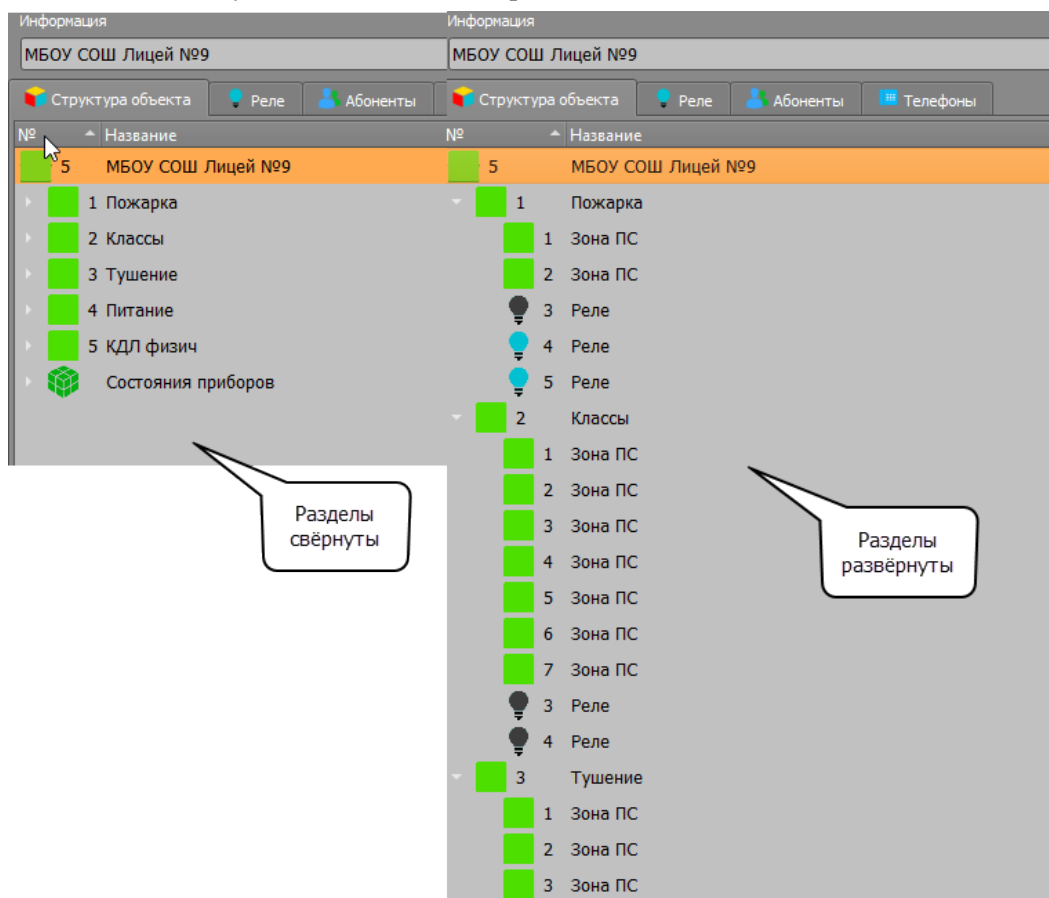 Информация
МБОУ СОШ Лицей №9
Структура объекта Реле Абоненты
№ Название
5 МБОУ СОШ Лицей №9
1 Пожарка
2 Классы
3 Тушение
4 Питание
5 КДЛ физич
Состояния приборов
Разделы
свёрнуты
Информация
МБОУ СОШ Лицей №9
Структура объекта Реле Абоненты Телефоны
№ Название
5 МБОУ СОШ Лицей №9
1 Пожарка
1 Зона ПС
2 Зона ПС
3 Реле
4 Реле
5 Реле
2 Классы
1 Зона ПС
2 Зона ПС
3 Зона ПС
4 Зона ПС
5 Зона ПС
6 Зона ПС
7 Зона ПС
3 Реле
4 Реле
3 Тушение
1 Зона ПС
2 Зона ПС
3 Зона ПС
Разделы
развёрнуты